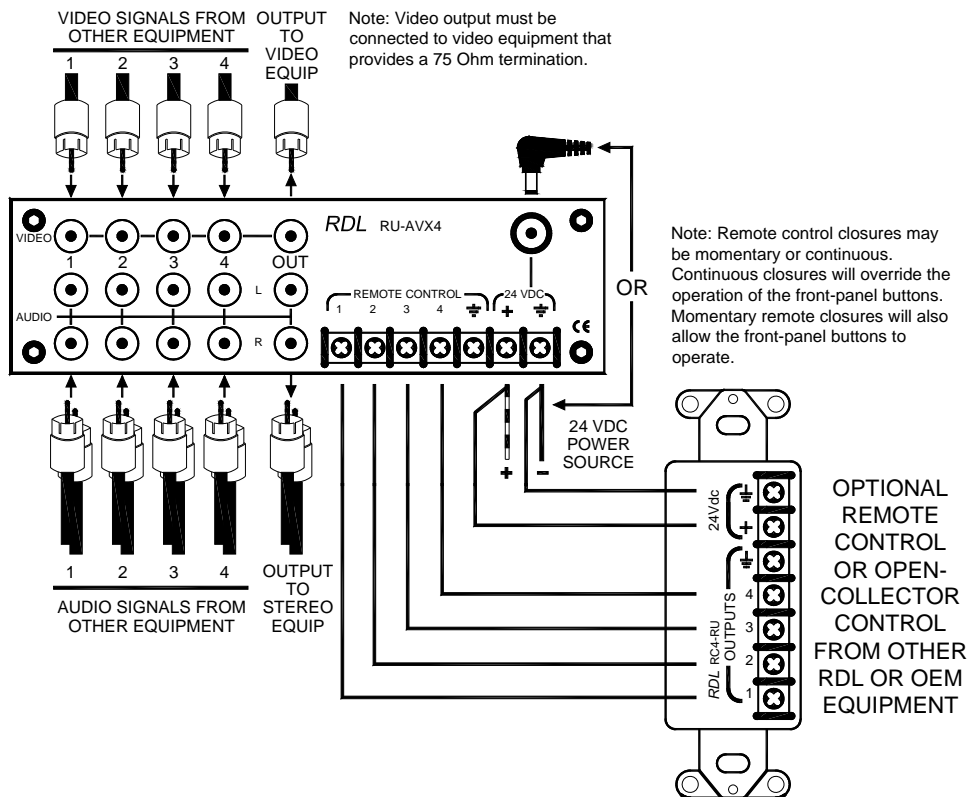 VIDEO SIGNALS FROM
OTHER EQUIPMENT
1 2 3 4
OUTPUT
TO
VIDEO
EQUIP
Note: Video output must be
connected to video equipment that
provides a 75 Ohm termination.
RDL RU-AVX4
VIDEO
1 2 3 4 OUT
L
AUDIO
R
REMOTE CONTROL
1 2 3 4
24 VDC
+
CE
OR
Note: Remote control closures may
be momentary or continuous.
Continuous closures will override the
operation of the front-panel buttons.
Momentary remote closures will also
allow the front-panel buttons to
operate.
24 VDC
POWER
SOURCE
+ −
1 2 3 4
AUDIO SIGNALS FROM
OTHER EQUIPMENT
OUTPUT
TO
STEREO
EQUIP
24Vdc
+
OUTPUTS
4
3
2
1
RDL RC4-RU
OPTIONAL
REMOTE
CONTROL
OR OPEN-
COLLECTOR
CONTROL
FROM OTHER
RDL OR OEM
EQUIPMENT